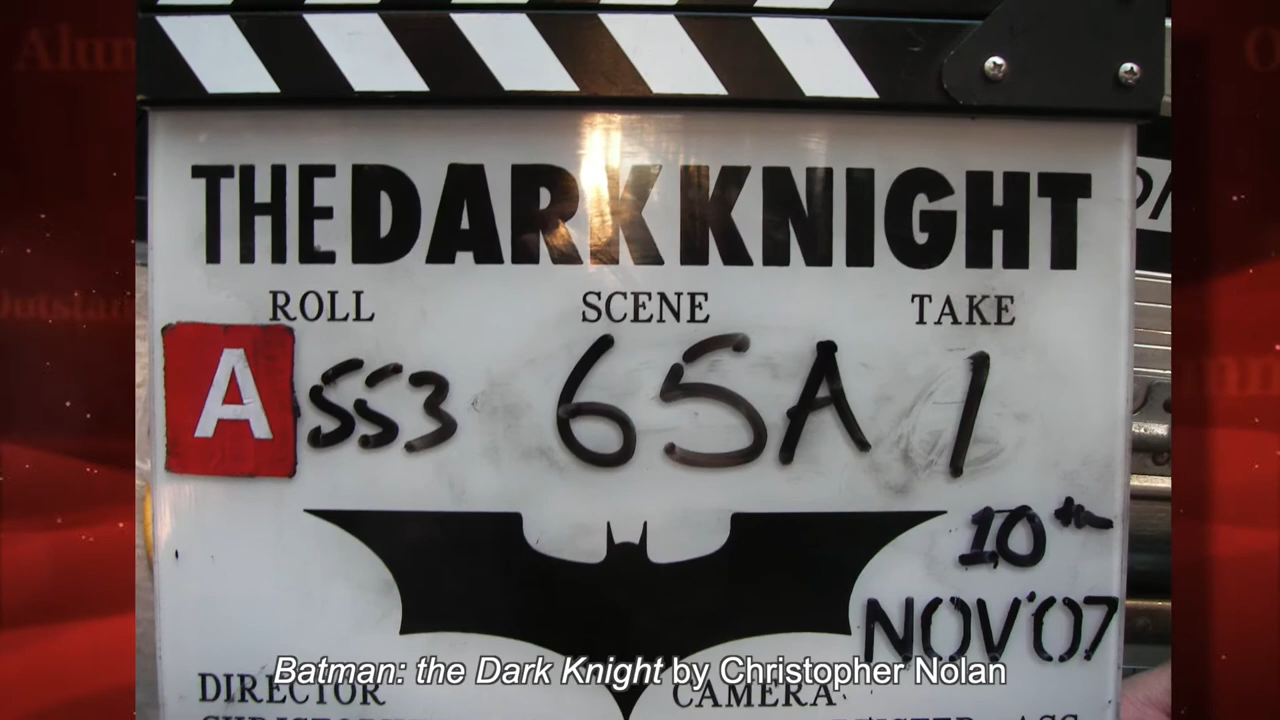 THE DARK KNIGHT
ROLL SCENE TAKE
A 553 65A 1
10th
NOV'07
Batman: the Dark Knight by Christopher Nolan
DIRECTOR CAMERA